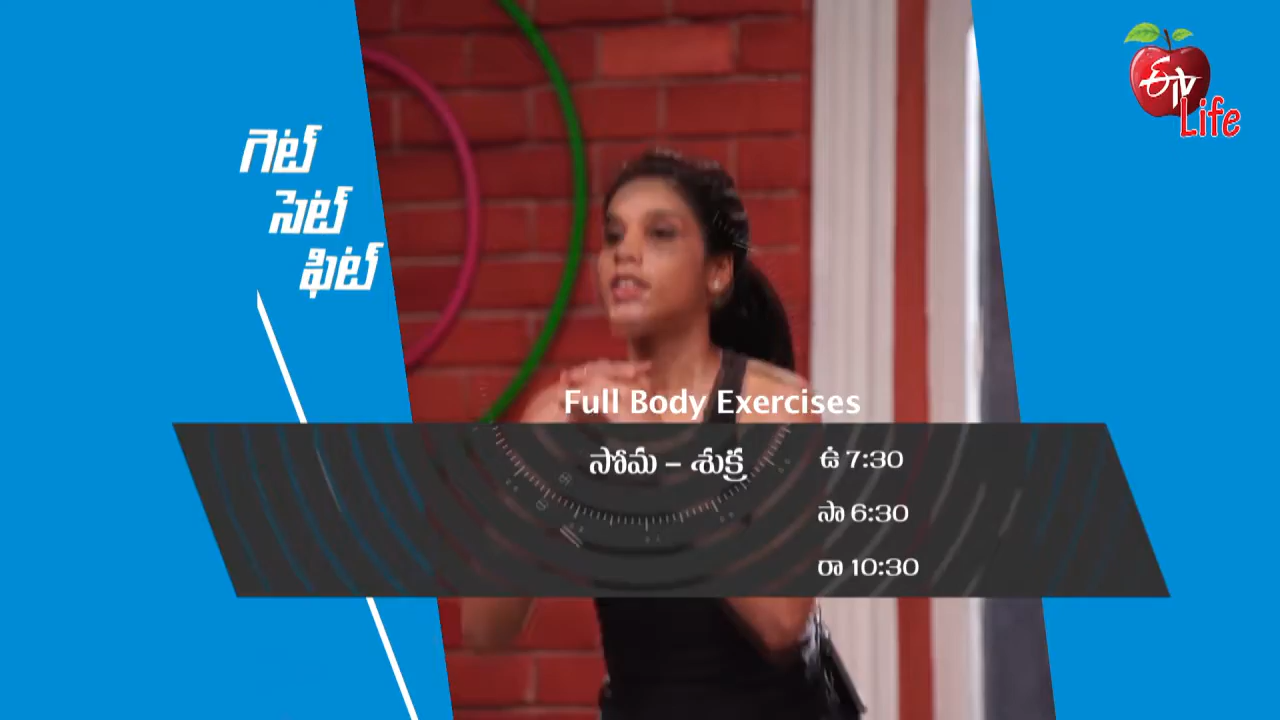 ETV
Life
గెట్
సెట్
ఫిట్
Full Body Exercises
సోమ – శుక్ర
ఉ 7:30
సా 6:30
రా 10:30